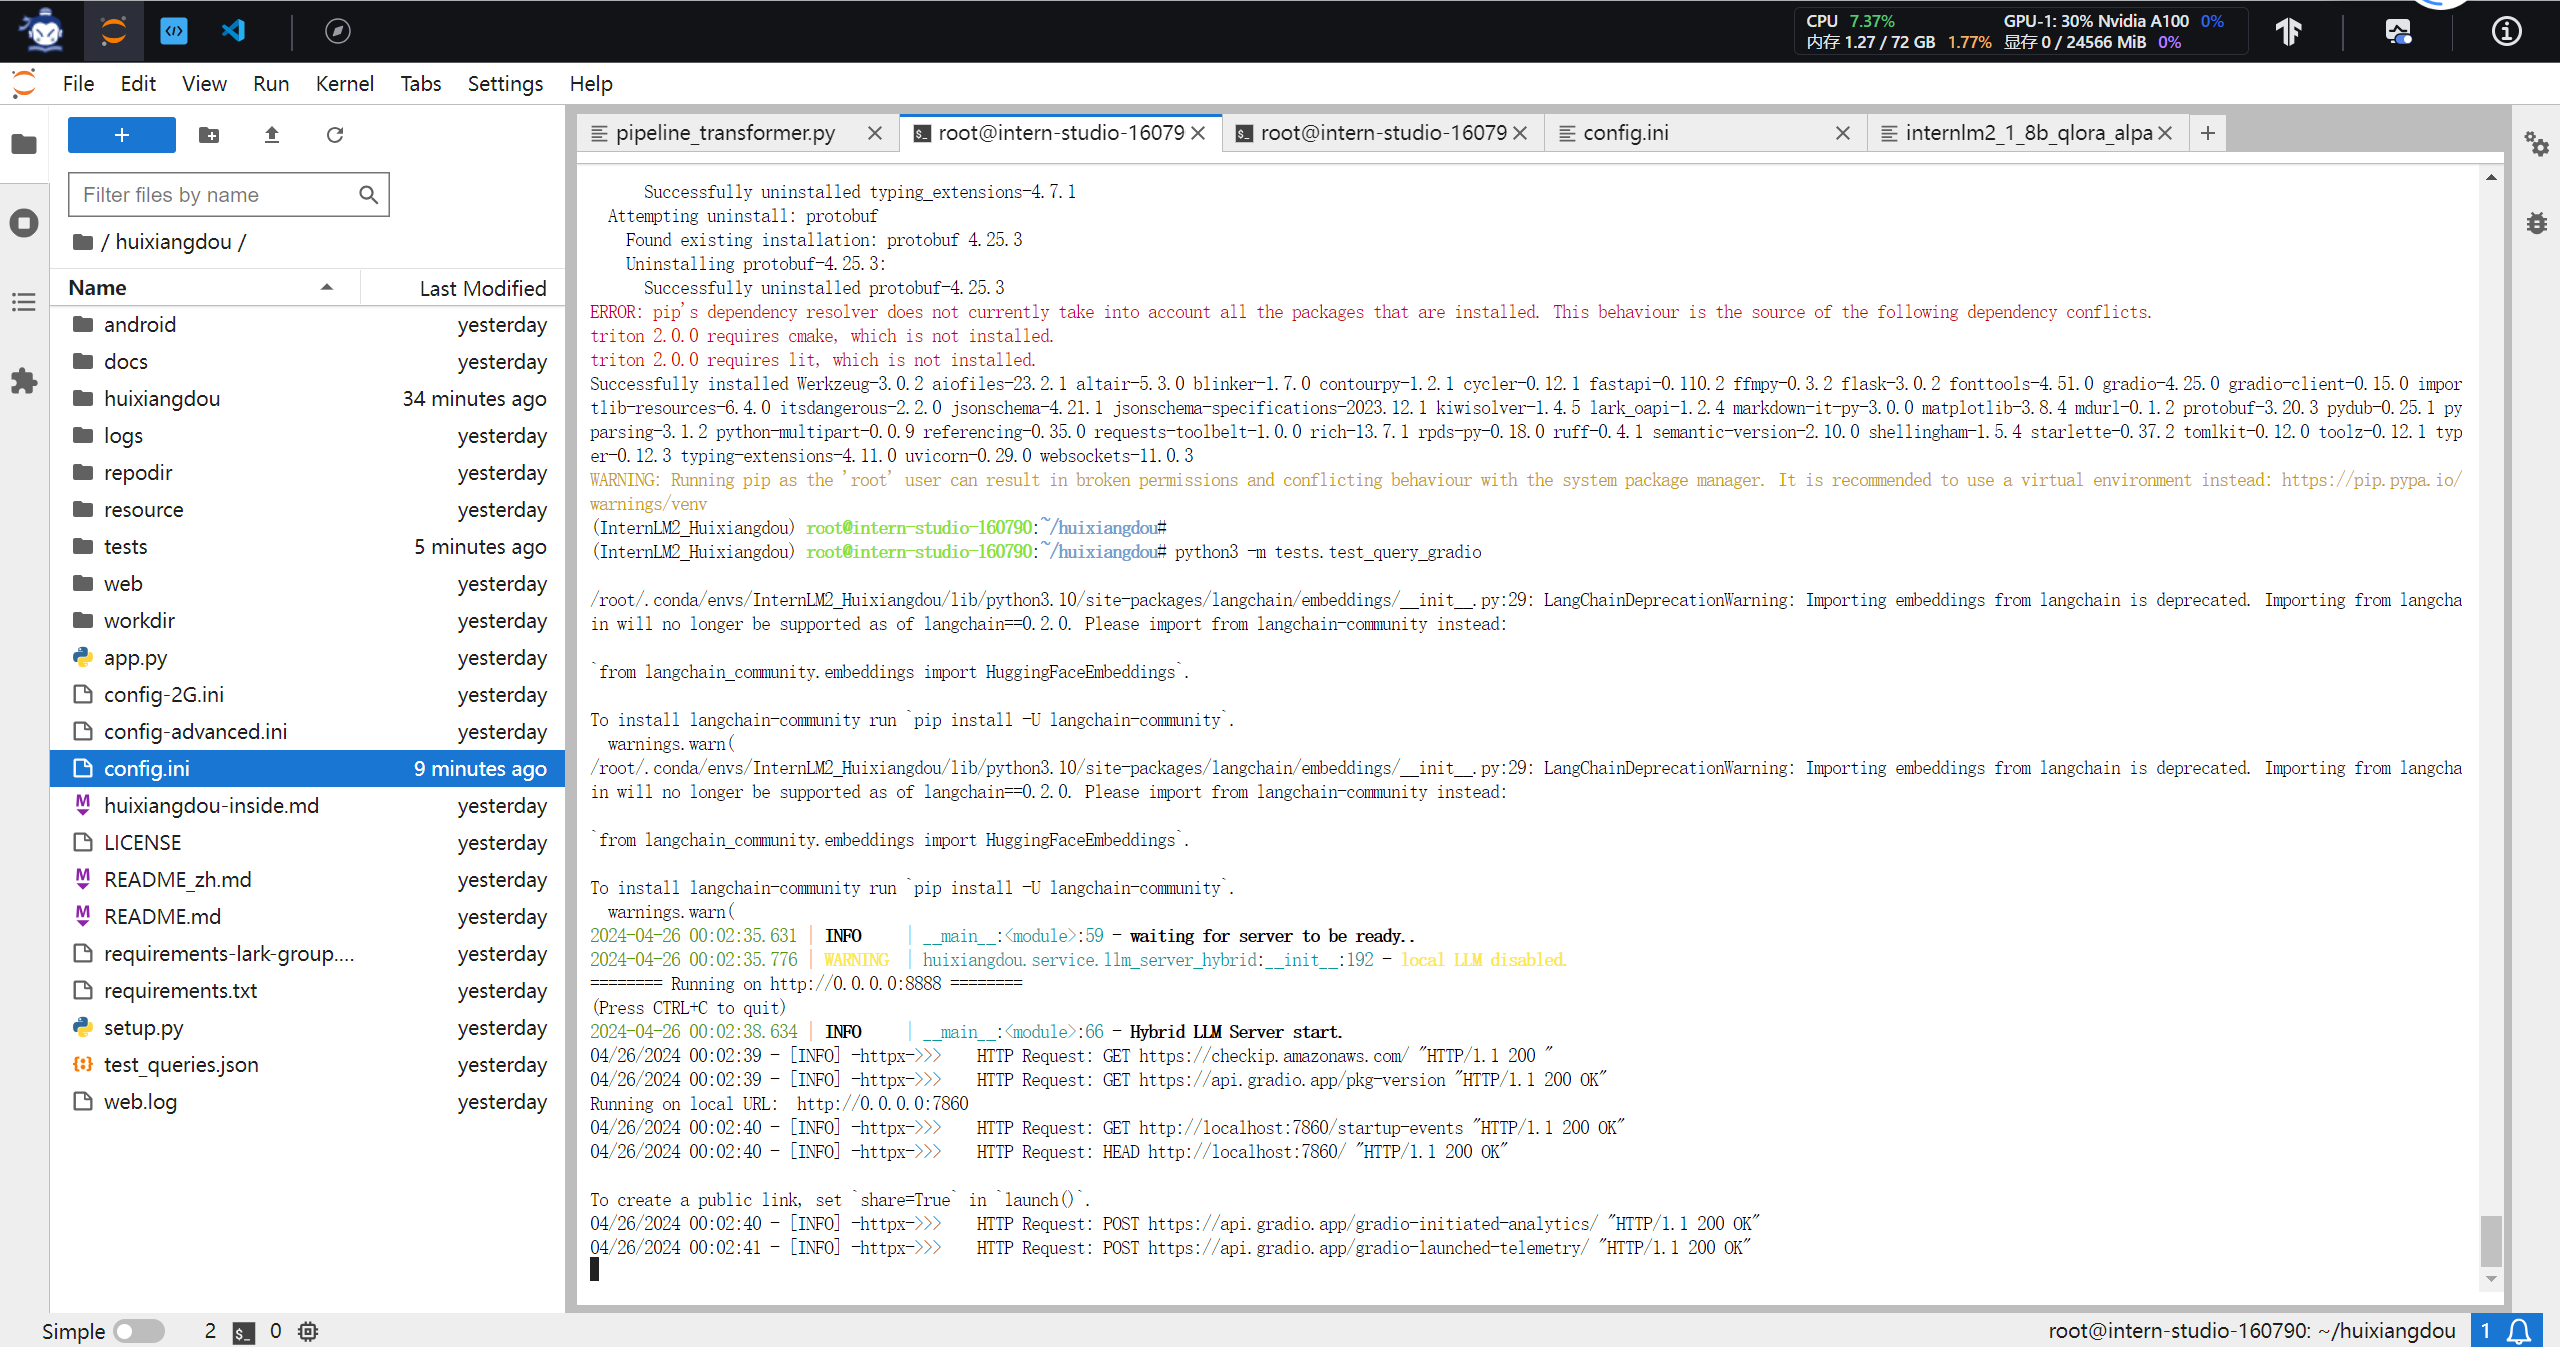 CPU 7.37% GPU-1: 30% Nvidia A100 0%
内存 1.27 / 72 GB 1.77% 显存 0 / 24566 MiB 0%
File Edit View Run Kernel Tabs Settings Help
pipeline_transformer.py root@intern-studio-16079 root@intern-studio-16079 config.ini internlm2_1_8b_qlora_alpa
Filter files by name
/ huixiangdou /
Name Last Modified
android yesterday
docs yesterday
huixiangdou 34 minutes ago
logs yesterday
repodir yesterday
resource yesterday
tests 5 minutes ago
web yesterday
workdir yesterday
app.py yesterday
config-2G.ini yesterday
config-advanced.ini yesterday
config.ini 9 minutes ago
huixiangdou-inside.md yesterday
LICENSE yesterday
README_zh.md yesterday
README.md yesterday
requirements-lark-group.... yesterday
requirements.txt yesterday
setup.py yesterday
test_queries.json yesterday
web.log yesterday
Successfully uninstalled typing_extensions-4.7.1
Attempting uninstall: protobuf
Found existing installation: protobuf 4.25.3
Uninstalling protobuf-4.25.3:
Successfully uninstalled protobuf-4.25.3
ERROR: pip's dependency resolver does not currently take into account all the packages that are installed. This behaviour is the source of the following dependency conflicts.
triton 2.0.0 requires cmake, which is not installed.
triton 2.0.0 requires lit, which is not installed.
Successfully installed Werkzeug-3.0.2 aiofiles-23.2.1 altair-5.3.0 blinker-1.7.0 contourpy-1.2.1 cycler-0.12.1 fastapi-0.110.2 ffmpy-0.3.2 flask-3.0.2 fonttools-4.51.0 gradio-4.25.0 gradio-client-0.15.0 impor
tlib-resources-6.4.0 itsdangerous-2.2.0 jsonschema-4.21.1 jsonschema-specifications-2023.12.1 kiwisolver-1.4.5 lark_oapi-1.2.4 markdown-it-py-3.0.0 matplotlib-3.8.4 mdurl-0.1.2 protobuf-3.20.3 pydub-0.25.1 py
parsing-3.1.2 python-multipart-0.0.9 referencing-0.35.0 requests-toolbelt-1.0.0 rich-13.7.1 rpds-py-0.18.0 ruff-0.4.1 semantic-version-2.10.0 shellingham-1.5.4 starlette-0.37.2 tomlkit-0.12.0 toolz-0.12.1 typ
er-0.12.3 typing-extensions-4.11.0 uvicorn-0.29.0 websockets-11.0.3
WARNING: Running pip as the 'root' user can result in broken permissions and conflicting behaviour with the system package manager. It is recommended to use a virtual environment instead: https://pip.pypa.io/
warnings/venv
(InternLM2_Huixiangdou) root@intern-studio-160790:~/huixiangdou#
(InternLM2_Huixiangdou) root@intern-studio-160790:~/huixiangdou# python3 -m tests.test_query_gradio
/root/.conda/envs/InternLM2_Huixiangdou/lib/python3.10/site-packages/langchain/embeddings/__init__.py:29: LangChainDeprecationWarning: Importing embeddings from langchain is deprecated. Importing from langcha
in will no longer be supported as of langchain==0.2.0. Please import from langchain-community instead:
`from langchain_community.embeddings import HuggingFaceEmbeddings`.
To install langchain-community run `pip install -U langchain-community`.
warnings.warn(
/root/.conda/envs/InternLM2_Huixiangdou/lib/python3.10/site-packages/langchain/embeddings/__init__.py:29: LangChainDeprecationWarning: Importing embeddings from langchain is deprecated. Importing from langcha
in will no longer be supported as of langchain==0.2.0. Please import from langchain-community instead:
`from langchain_community.embeddings import HuggingFaceEmbeddings`.
To install langchain-community run `pip install -U langchain-community`.
warnings.warn(
2024-04-26 00:02:35.631 | INFO | __main__:<module>:59 - waiting for server to be ready..
2024-04-26 00:02:35.776 | WARNING | huixiangdou.service.llm_server_hybrid:__init__:192 - local LLM disabled.
======== Running on http://0.0.0.0:8888 ========
(Press CTRL+C to quit)
2024-04-26 00:02:38.634 | INFO | __main__:<module>:66 - Hybrid LLM Server start.
04/26/2024 00:02:39 - [INFO] -httpx->>> HTTP Request: GET https://checkip.amazonaws.com/ "HTTP/1.1 200 "
04/26/2024 00:02:39 - [INFO] -httpx->>> HTTP Request: GET https://api.gradio.app/pkg-version "HTTP/1.1 200 OK"
Running on local URL: http://0.0.0.0:7860
04/26/2024 00:02:40 - [INFO] -httpx->>> HTTP Request: GET http://localhost:7860/startup-events "HTTP/1.1 200 OK"
04/26/2024 00:02:40 - [INFO] -httpx->>> HTTP Request: HEAD http://localhost:7860/ "HTTP/1.1 200 OK"
To create a public link, set `share=True` in `launch()`.
04/26/2024 00:02:40 - [INFO] -httpx->>> HTTP Request: POST https://api.gradio.app/gradio-initiated-analytics/ "HTTP/1.1 200 OK"
04/26/2024 00:02:41 - [INFO] -httpx->>> HTTP Request: POST https://api.gradio.app/gradio-launched-telemetry/ "HTTP/1.1 200 OK"
Simple 2 0 root@intern-studio-160790: ~/huixiangdou 1